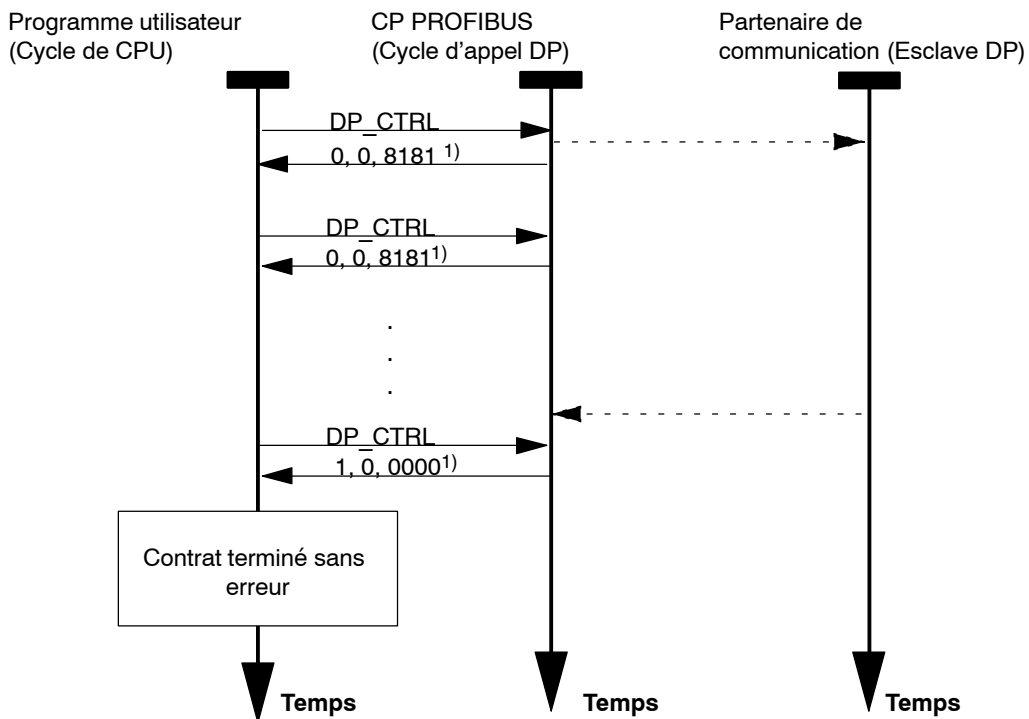 Programme utilisateur
(Cycle de CPU)
CP PROFIBUS
(Cycle d'appel DP)
Partenaire de
communication (Esclave DP)
DP_CTRL
0, 0, 8181 1)
DP_CTRL
0, 0, 8181 1)
.
.
.
DP_CTRL
1, 0, 0000 1)
Contrat terminé sans
erreur
Temps
Temps
Temps